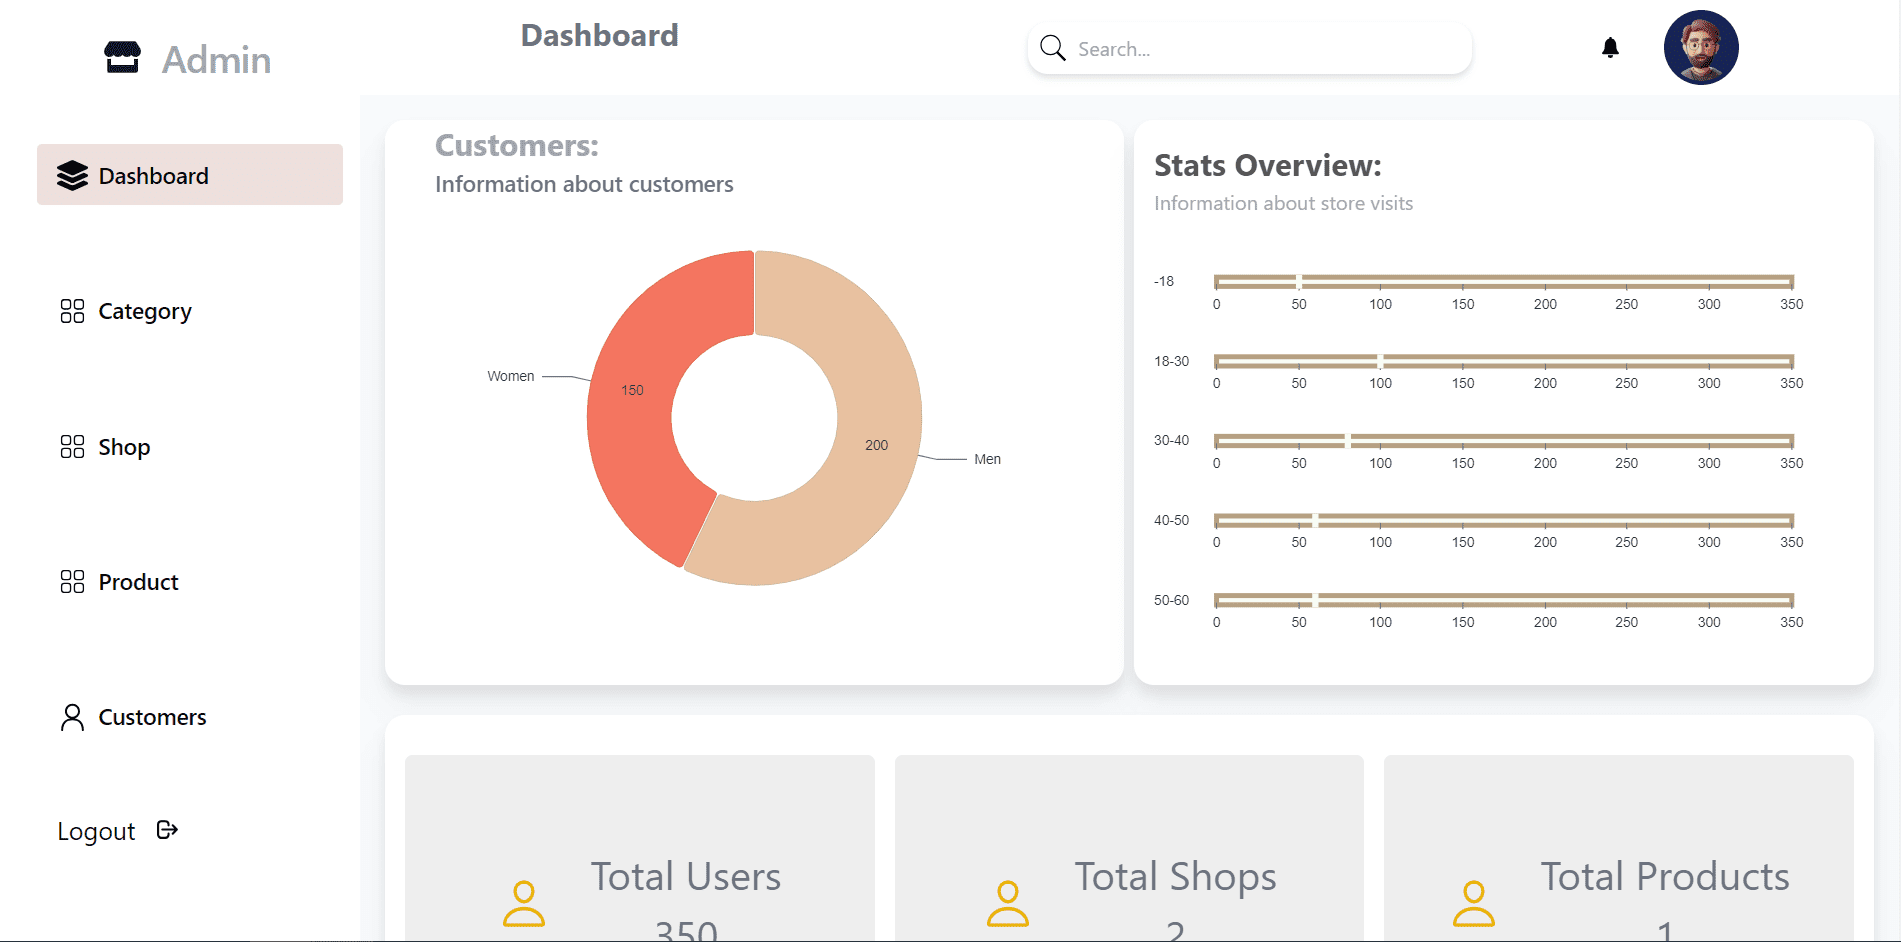 Admin
Dashboard
Search...
Dashboard
Category
Shop
Product
Customers
Logout
Customers:
Information about customers
Women
150
200
Men
Stats Overview:
Information about store visits
-18
0 50 100 150 200 250 300 350
18-30
0 50 100 150 200 250 300 350
30-40
0 50 100 150 200 250 300 350
40-50
0 50 100 150 200 250 300 350
50-60
0 50 100 150 200 250 300 350
Total Users
350
Total Shops
2
Total Products
1